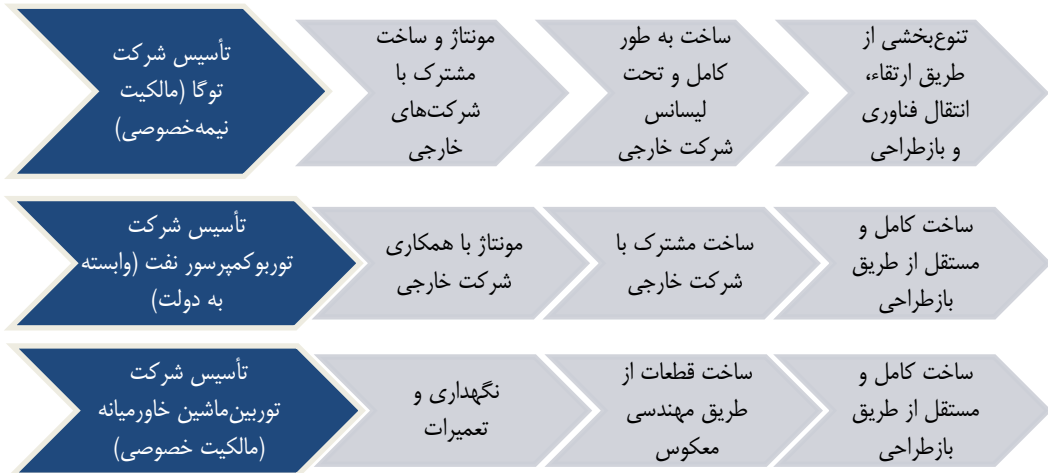 تأسیس شرکت
توگا (مالکیت
نیمه‌خصوصی)
مونتاژ و ساخت
مشترک با
شرکت‌های
خارجی
ساخت به طور
کامل و تحت
لیسانس
شرکت خارجی
تنوع‌بخشی از
طریق ارتقاء،
انتقال فناوری
و بازطراحی
تأسیس شرکت
توربوکمپرسور نفت (وابسته
به دولت)
مونتاژ با همکاری
شرکت خارجی
ساخت مشترک با
شرکت خارجی
ساخت کامل و
مستقل از طریق
بازطراحی
تأسیس شرکت
توربین‌ماشین خاورمیانه
(مالکیت خصوصی)
نگهداری و
تعمیرات
ساخت قطعات از
طریق مهندسی
معکوس
ساخت کامل و
مستقل از طریق
بازطراحی